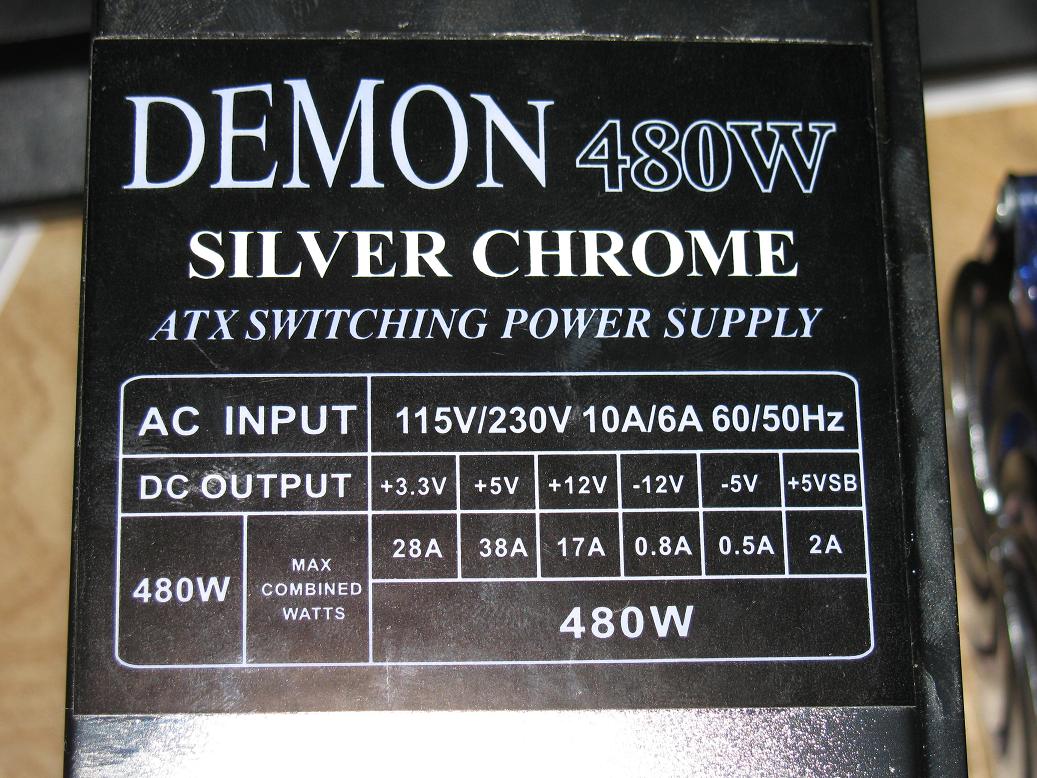 DEMON 480W
SILVER CHROME
ATX SWITCHING POWER SUPPLY
AC INPUT 115V/230V 10A/6A 60/50Hz
DC OUTPUT +3.3V +5V +12V -12V -5V +5VSB
28A 38A 17A 0.8A 0.5A 2A
480W MAX COMBINED WATTS 480W